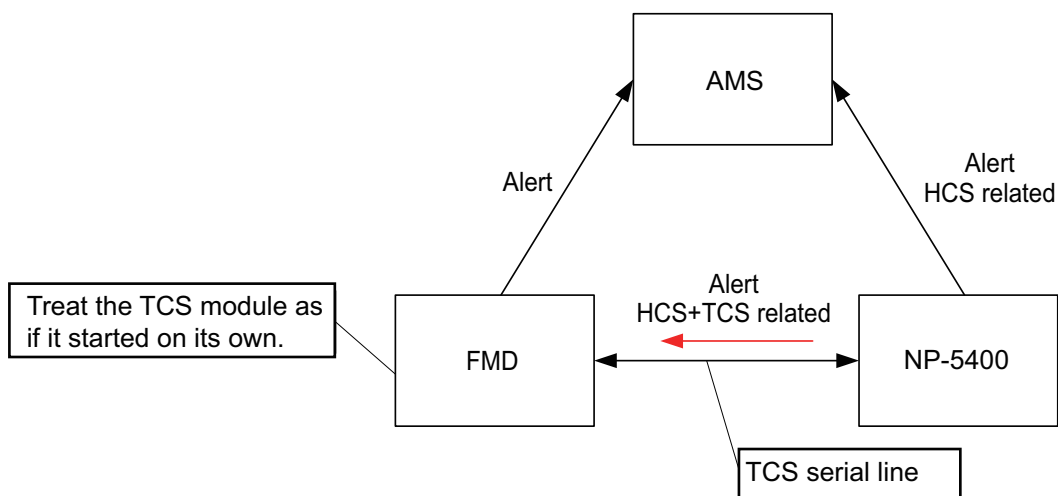 AMS
Alert
Alert
HCS related
Treat the TCS module as
if it started on its own.
Alert
HCS+TCS related
FMD
NP-5400
TCS serial line